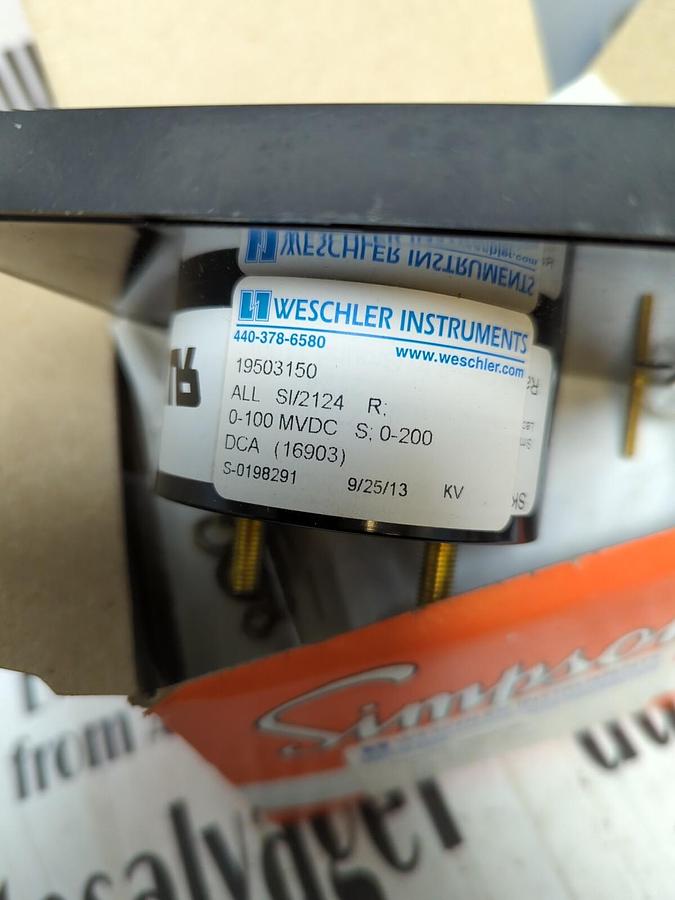 WESCHLER INSTRUMENTS
WESCHLER INSTRUMENTS
440-378-6580
www.weschler.com
19503150
ALL SI/2124 R;
0-100 MVDC S; 0-200
DCA (16903)
S-0198291 9/25/13 KV
SK
Simpson
from